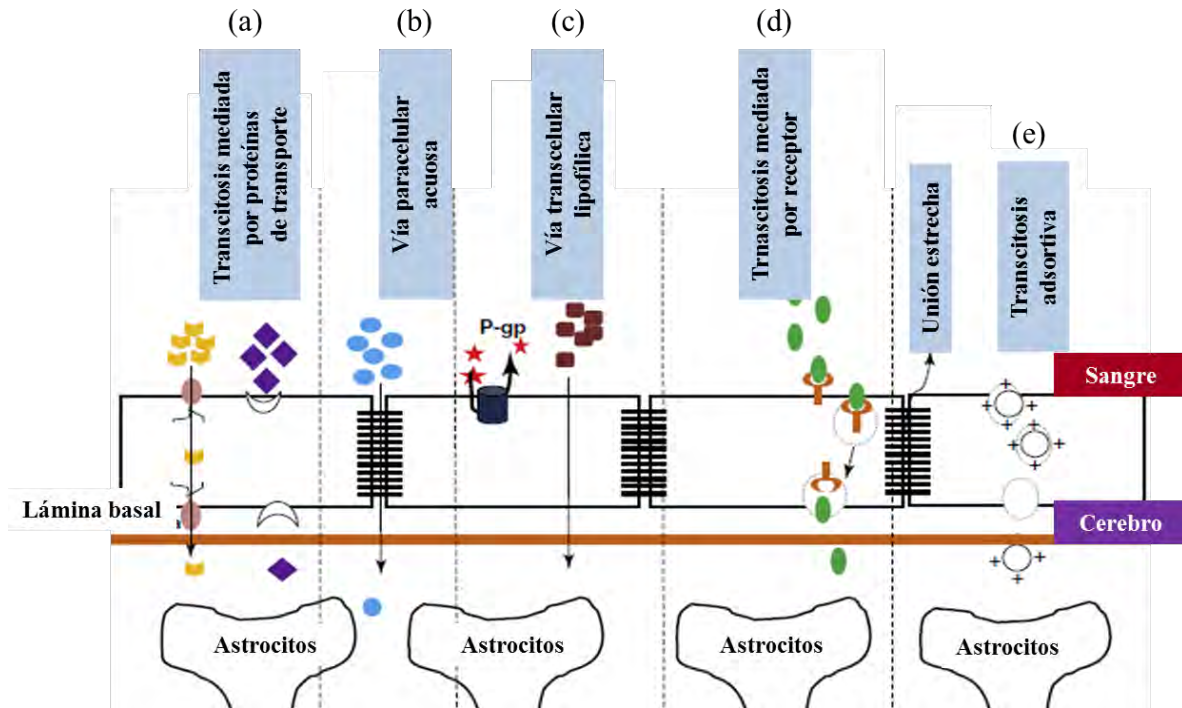 (a)
(b)
(c)
(d)
(e)
Transcitosis mediada
por proteínas
de transporte
Vía paracelular
acuosa
Vía transcelular
lipofílica
Trnascitosis mediada
por receptor
Unión estrecha
Transcitosis
adsortiva
P-gp
Sangre
+ +
+ +
+ +
Lámina basal
Cerebro
+ +
+ +
Astrocitos
Astrocitos
Astrocitos
Astrocitos